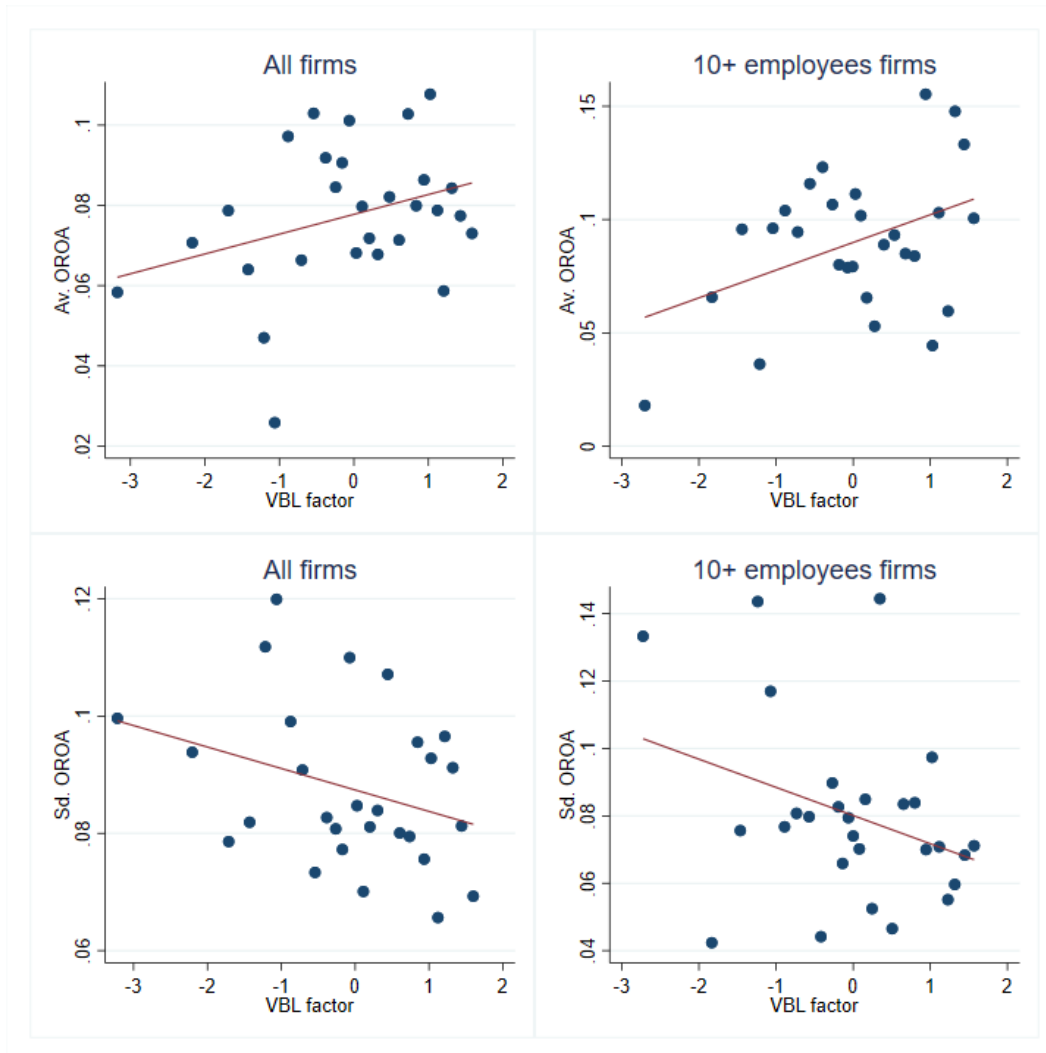 All firms
Av. OROA
.1
.08
.06
.04
.02
-3 -2 -1 0 1 2
VBL factor
10+ employees firms
Av. OROA
.15
.1
.05
0
-3 -2 -1 0 1 2
VBL factor
All firms
Sd. OROA
.12
.1
.08
.06
-3 -2 -1 0 1 2
VBL factor
10+ employees firms
Sd. OROA
.14
.12
.1
.08
.06
.04
-3 -2 -1 0 1 2
VBL factor